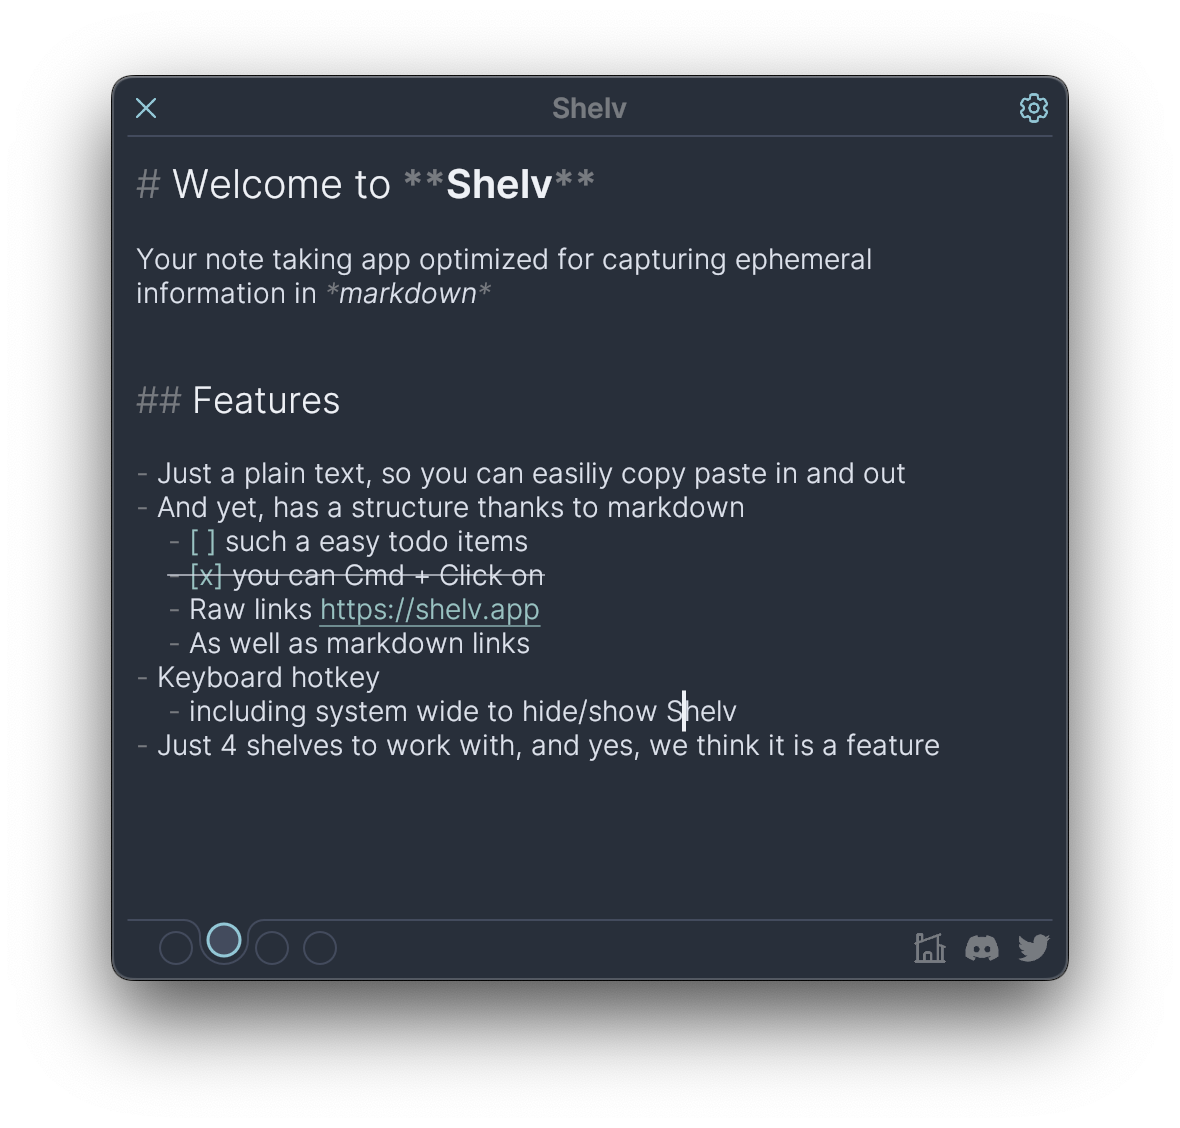 Shelv
# Welcome to **Shelv**
Your note taking app optimized for capturing ephemeral
information in *markdown*
## Features
- Just a plain text, so you can easiliy copy paste in and out
- And yet, has a structure thanks to markdown
- [ ] such a easy todo items
- [x] you can Cmd + Click on
- Raw links https://shelv.app
- As well as markdown links
- Keyboard hotkey
- including system wide to hide/show Shelv
- Just 4 shelves to work with, and yes, we think it is a feature